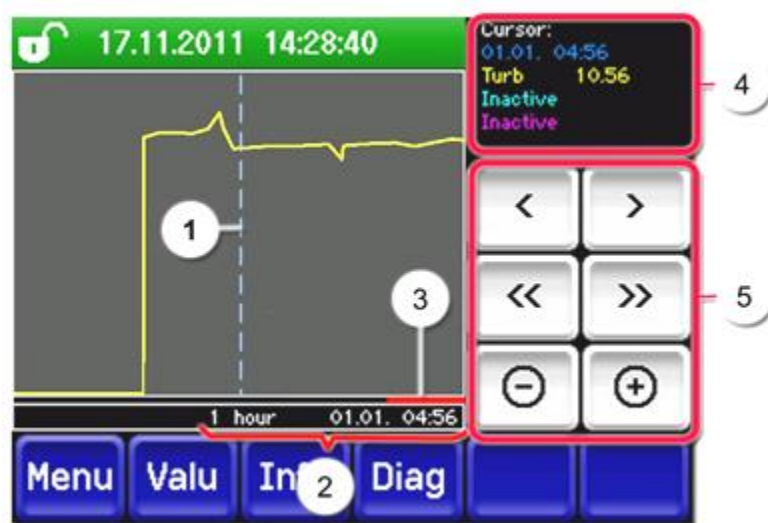 17.11.2011 14:28:40
Cursor:
01.01. 04:56
Turb 10.56
Inactive
Inactive
4
1
3
< >
<< >>
5
- +
1 hour 01.01. 04:56
Menu Valu Diag
2